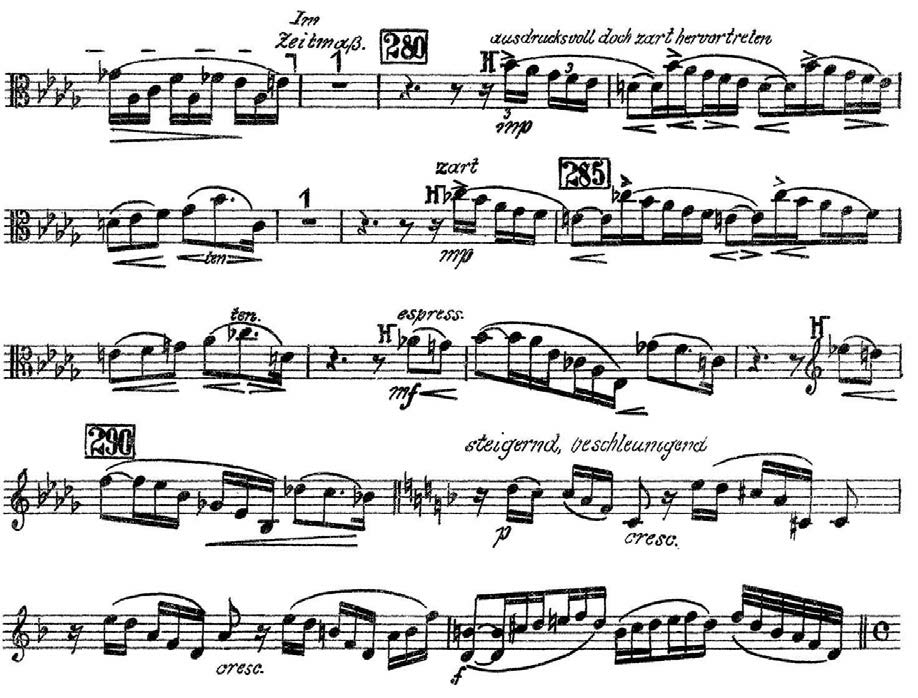 Im
Zeitmaß.
1
280
ausdrucksvoll doch zart hervortreten
H
3
3
mp
zart
285
1
H
mp
ten
ten.
espress.
H
H
mf
290
steigernd, beschleunigend
p
cresc.
cresc.
f